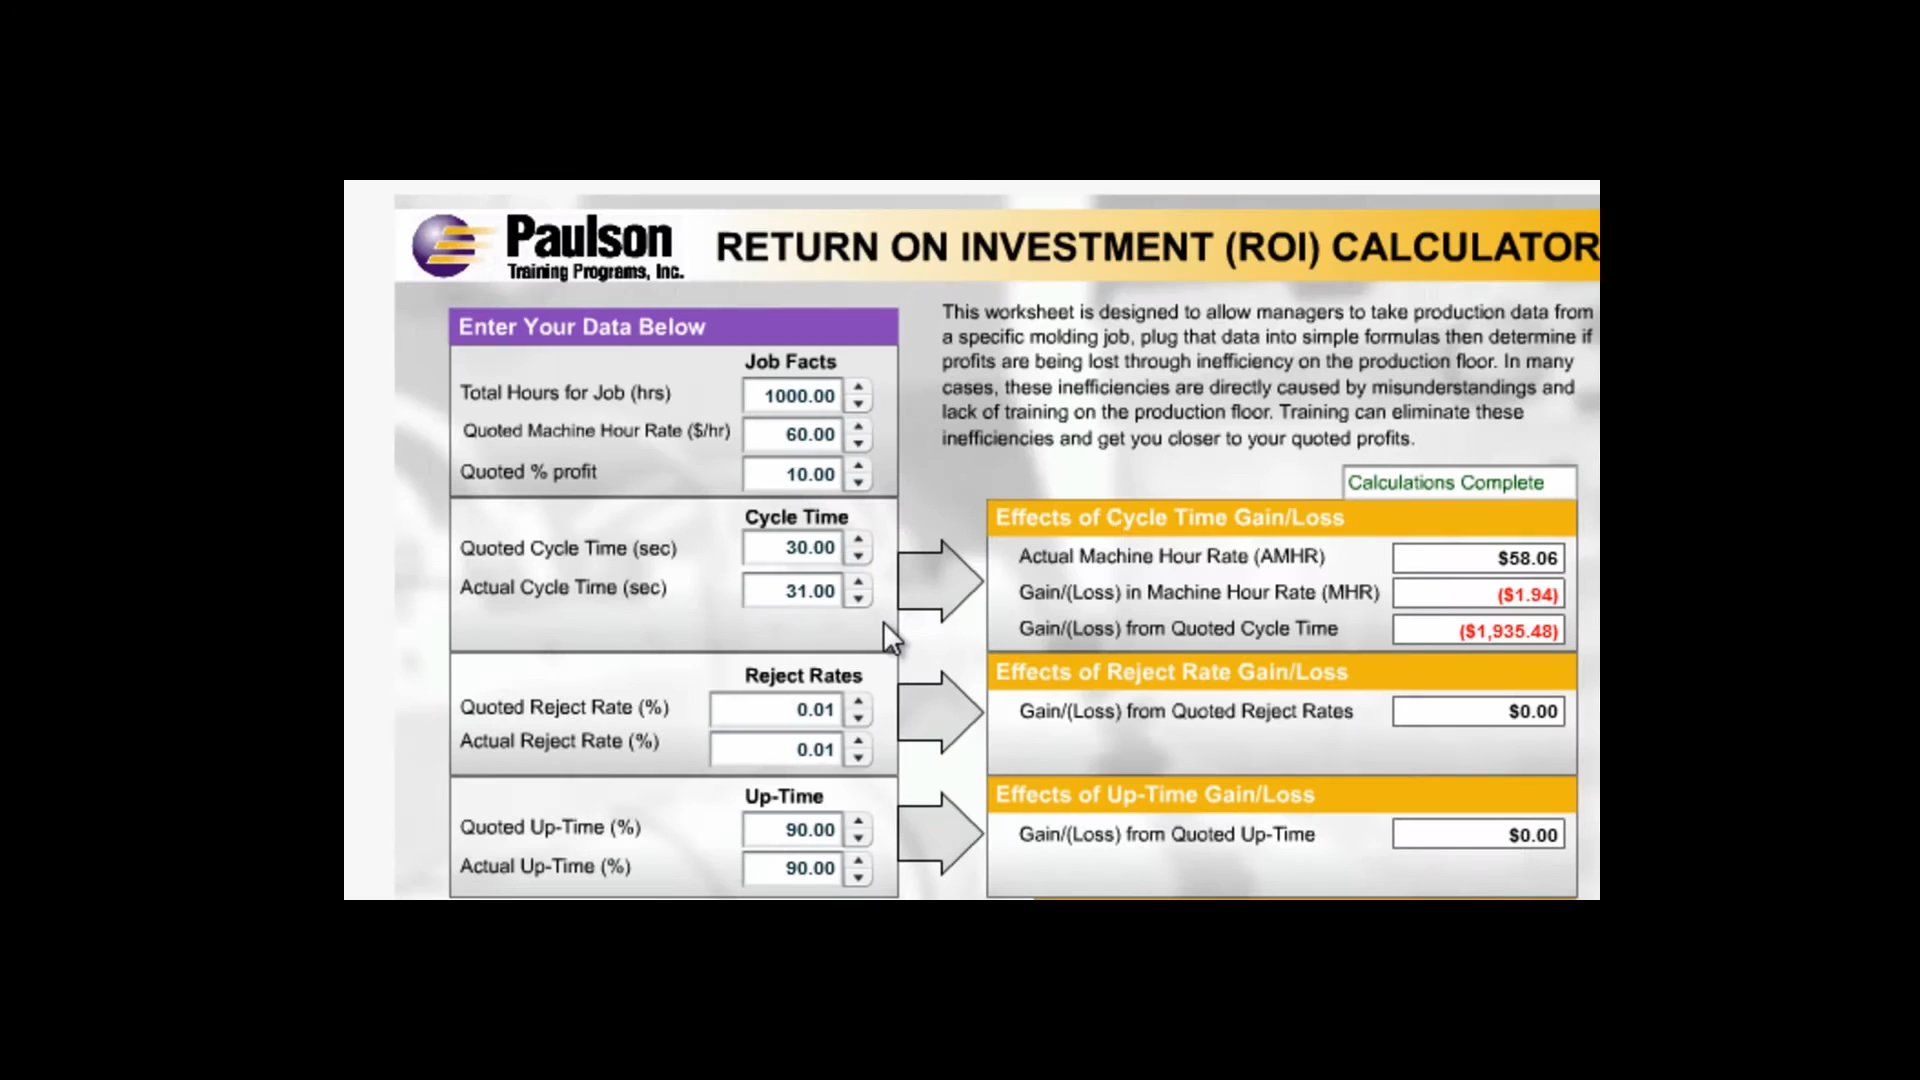 Paulson
Training Programs, Inc.
RETURN ON INVESTMENT (ROI) CALCULATOR
This worksheet is designed to allow managers to take production data from
a specific molding job, plug that data into simple formulas then determine if
profits are being lost through inefficiency on the production floor. In many
cases, these inefficiencies are directly caused by misunderstandings and
lack of training on the production floor. Training can eliminate these
inefficiencies and get you closer to your quoted profits.
Enter Your Data Below
Job Facts
Total Hours for Job (hrs) 1000.00
Quoted Machine Hour Rate ($/hr) 60.00
Quoted % profit 10.00
Cycle Time
Quoted Cycle Time (sec) 30.00
Actual Cycle Time (sec) 31.00
Reject Rates
Quoted Reject Rate (%) 0.01
Actual Reject Rate (%) 0.01
Up-Time
Quoted Up-Time (%) 90.00
Actual Up-Time (%) 90.00
Calculations Complete
Effects of Cycle Time Gain/Loss
Actual Machine Hour Rate (AMHR) $58.06
Gain/(Loss) in Machine Hour Rate (MHR) ($1.94)
Gain/(Loss) from Quoted Cycle Time ($1,935.48)
Effects of Reject Rate Gain/Loss
Gain/(Loss) from Quoted Reject Rates $0.00
Effects of Up-Time Gain/Loss
Gain/(Loss) from Quoted Up-Time $0.00